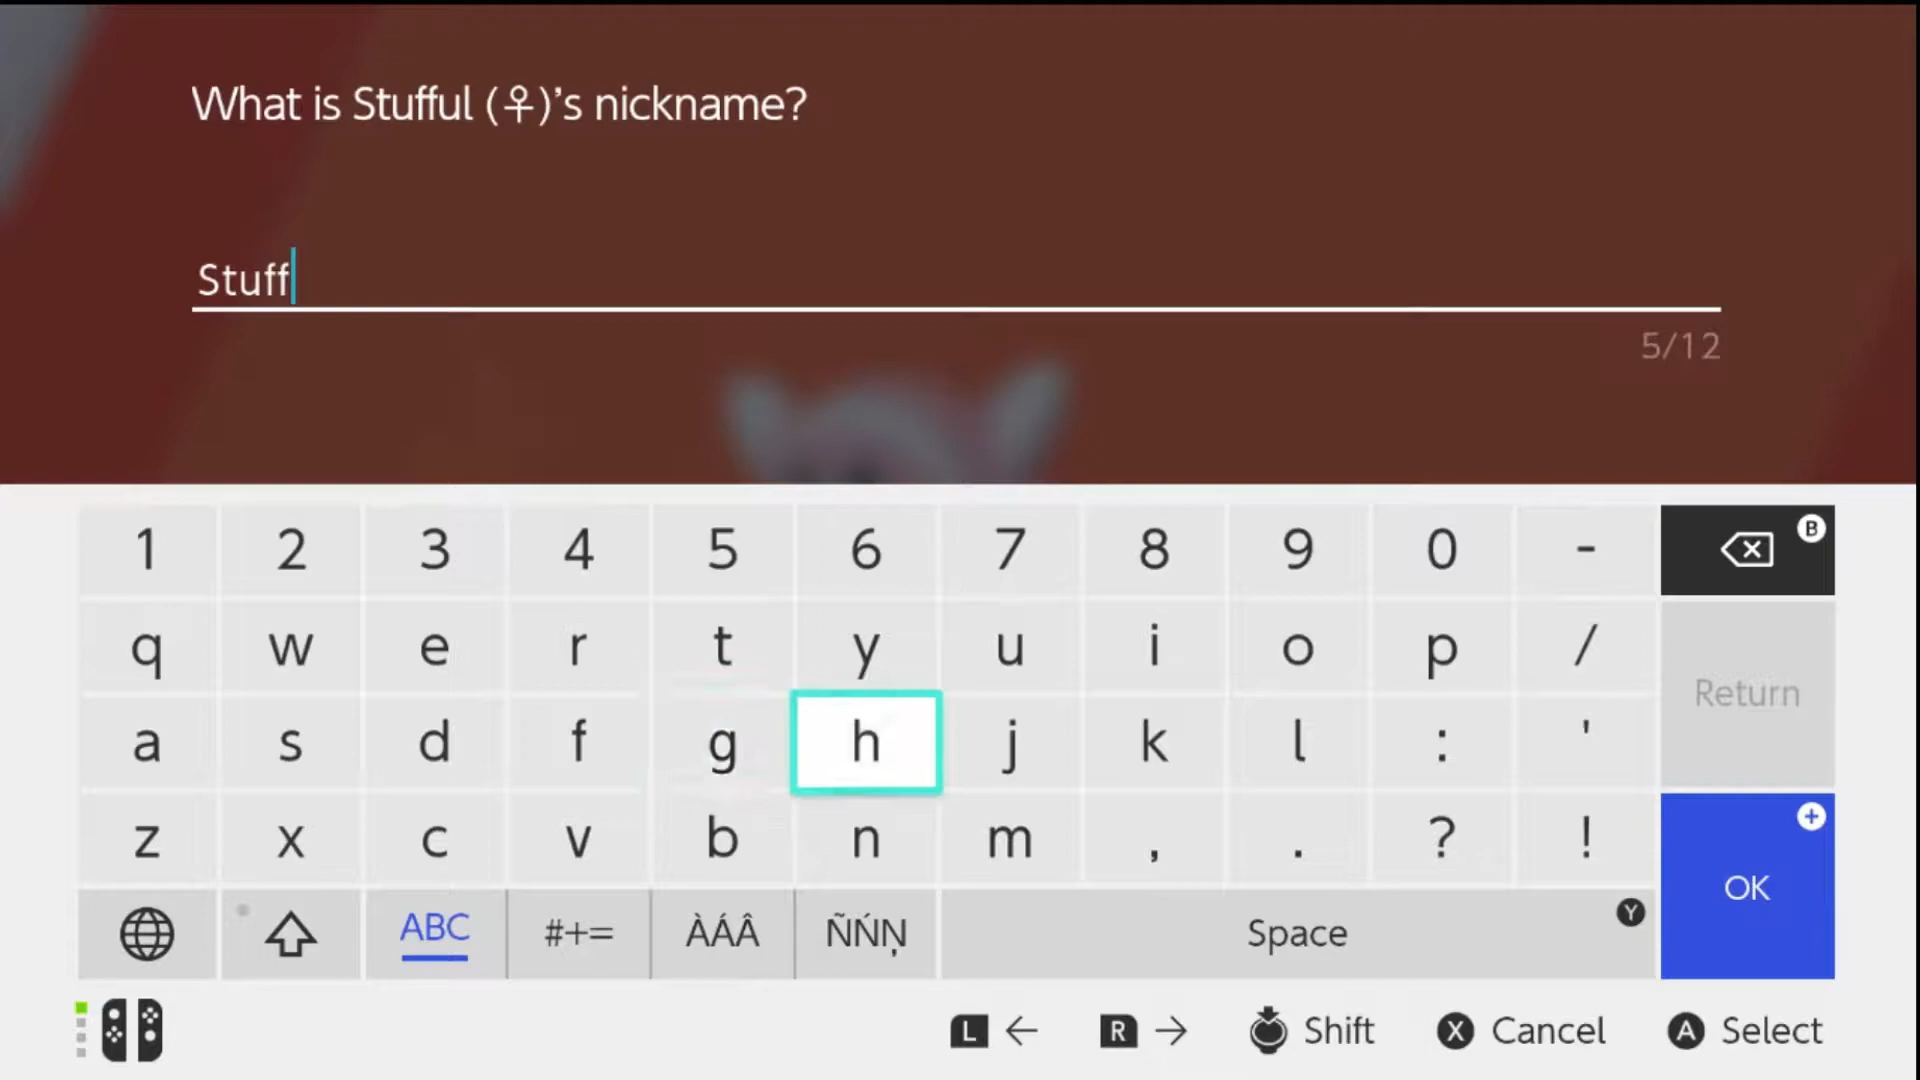 What is Stufful (♀)'s nickname?
Stuff
5/12
1 2 3 4 5 6 7 8 9 0 - B
q w e r t y u i o p /
Return
a s d f g h j k l : '
z x c v b n m , . ? ! +
OK
ABC #+= ÀÁÂ ÑŃŅ Space Y
L ← R → Shift X Cancel A Select